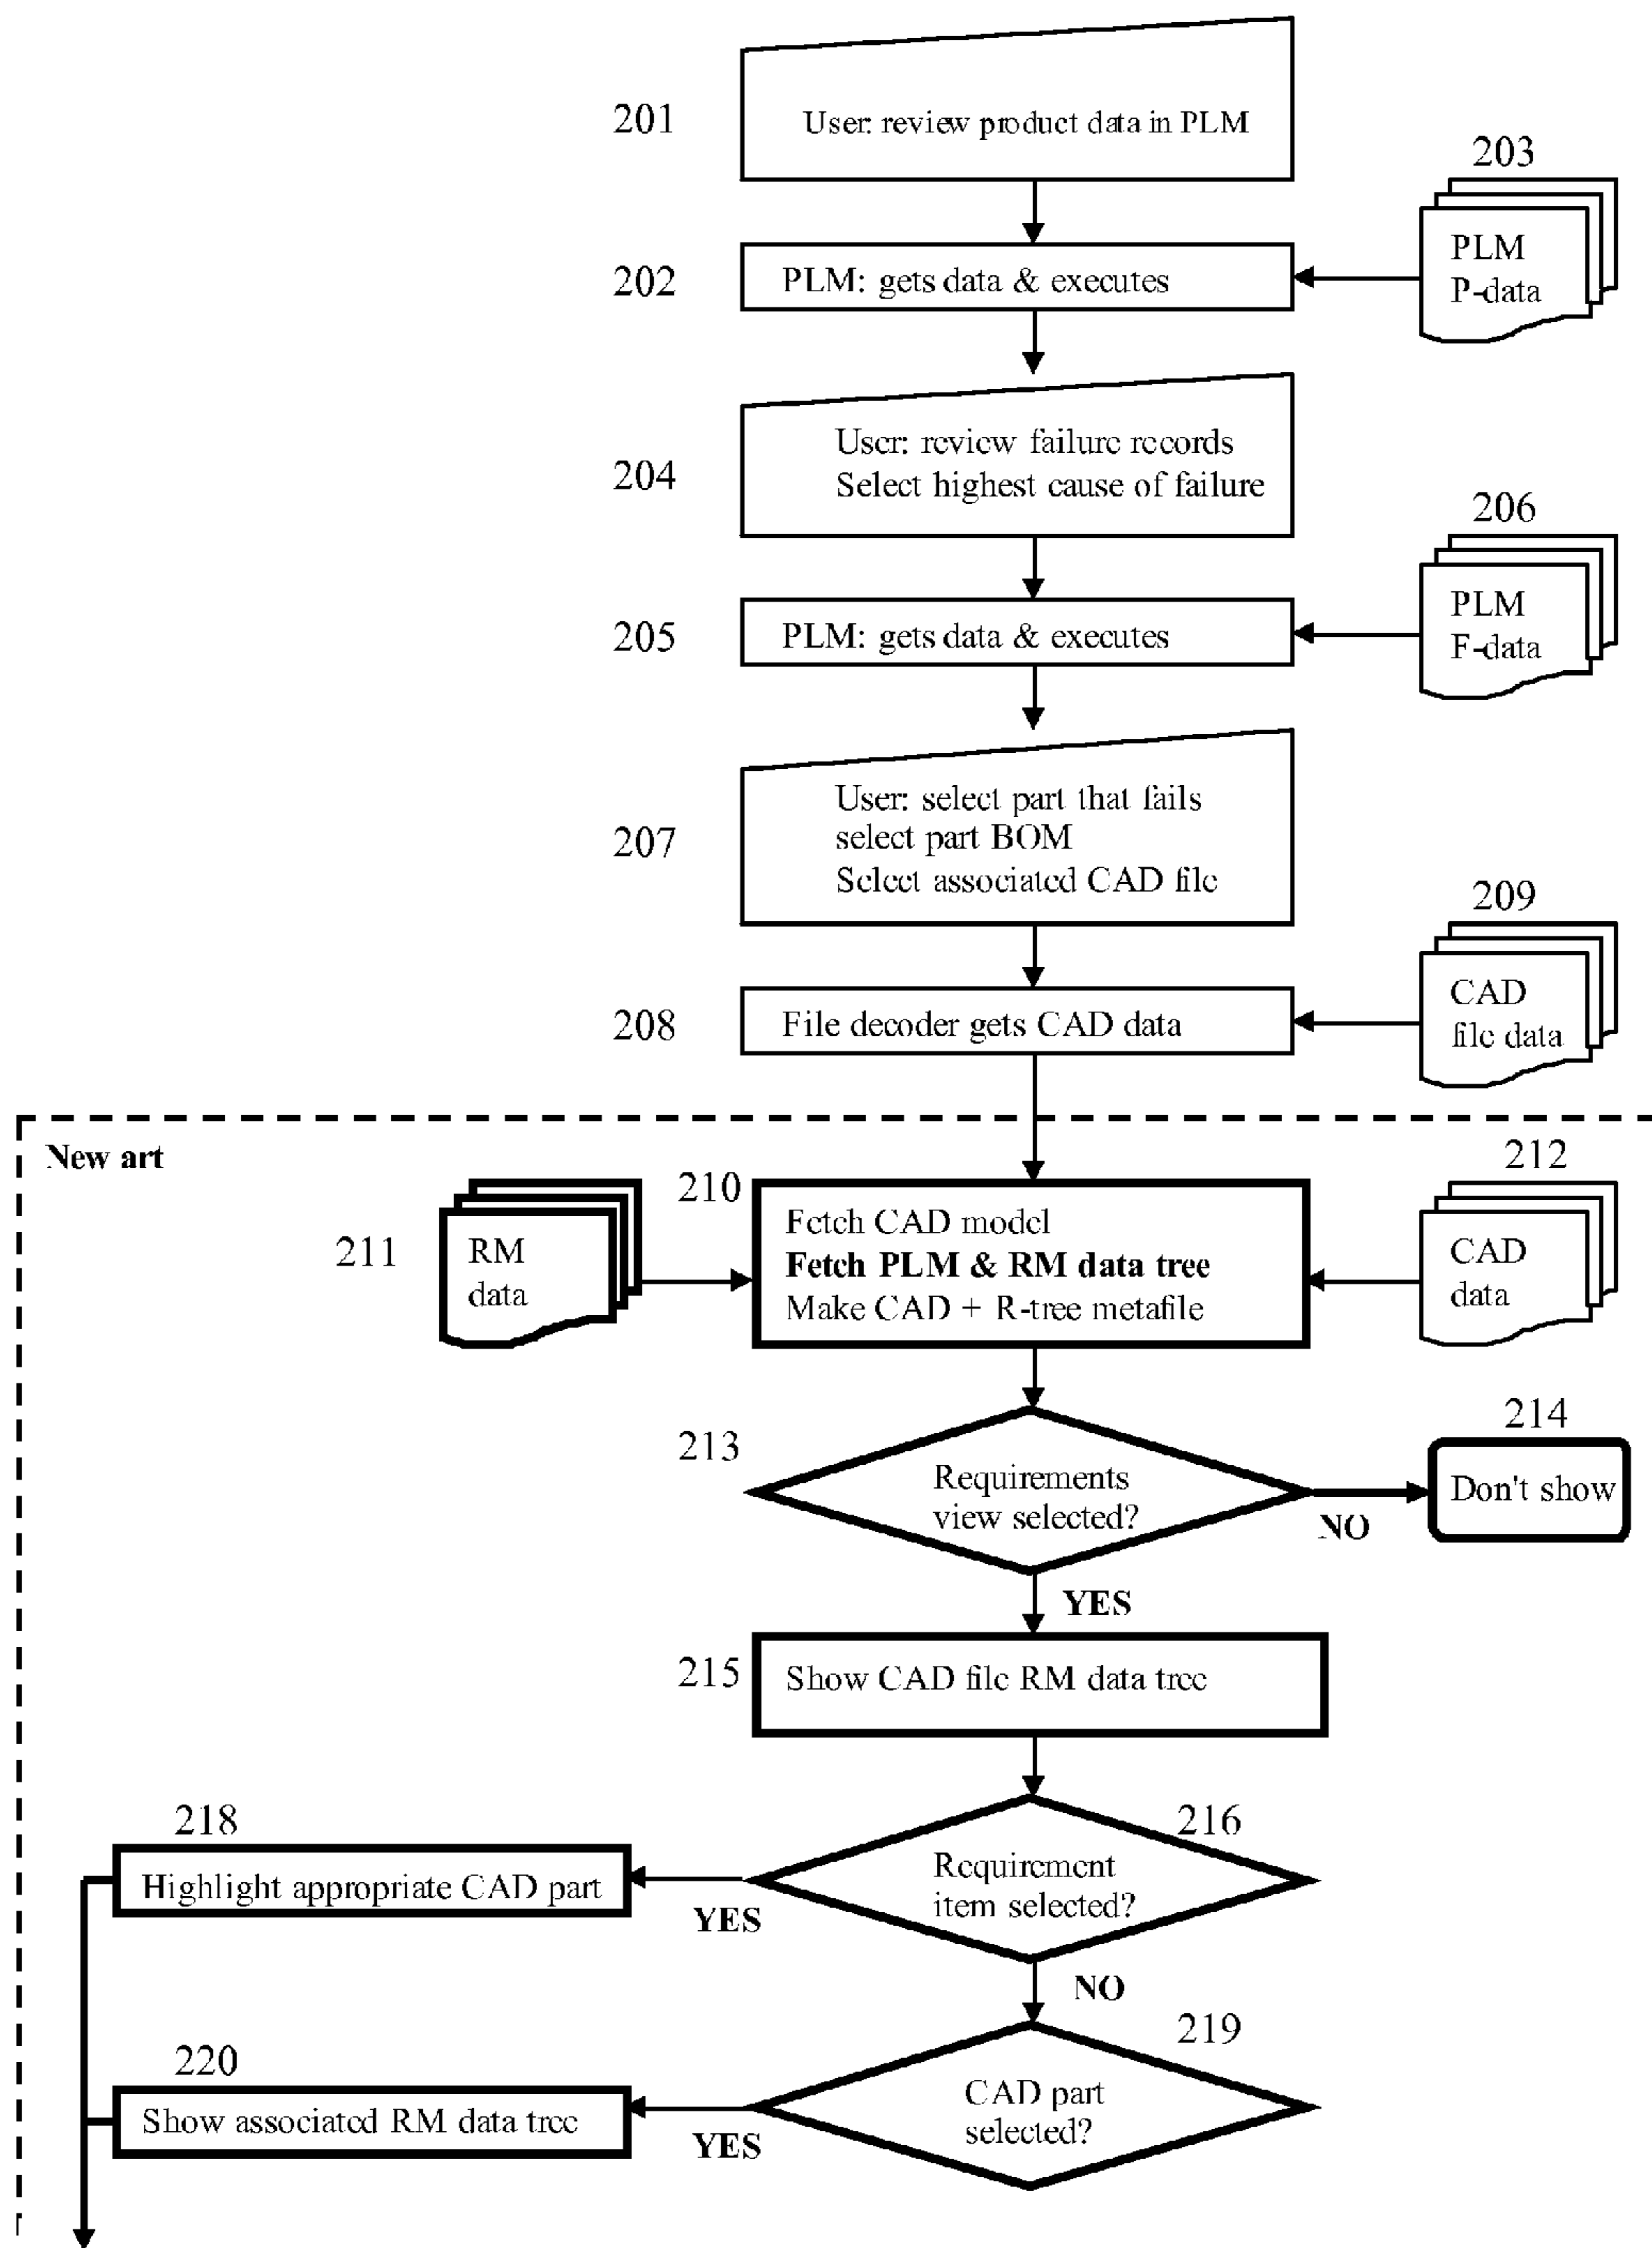 201
User: review product data in PLM
203
PLM
P-data
202
PLM: gets data & executes
204
User: review failure records
Select highest cause of failure
206
PLM
F-data
205
PLM: gets data & executes
207
User: select part that fails
select part BOM
Select associated CAD file
209
CAD
file data
208
File decoder gets CAD data
New art
210
211
RM
data
Fetch CAD model
Fetch PLM & RM data tree
Make CAD + R-tree metafile
212
CAD
data
213
Requirements
view selected?
NO
214
Don't show
YES
215
Show CAD file RM data tree
216
Requirement
item selected?
218
Highlight appropriate CAD part
YES
NO
219
CAD part
selected?
220
Show associated RM data tree
YES